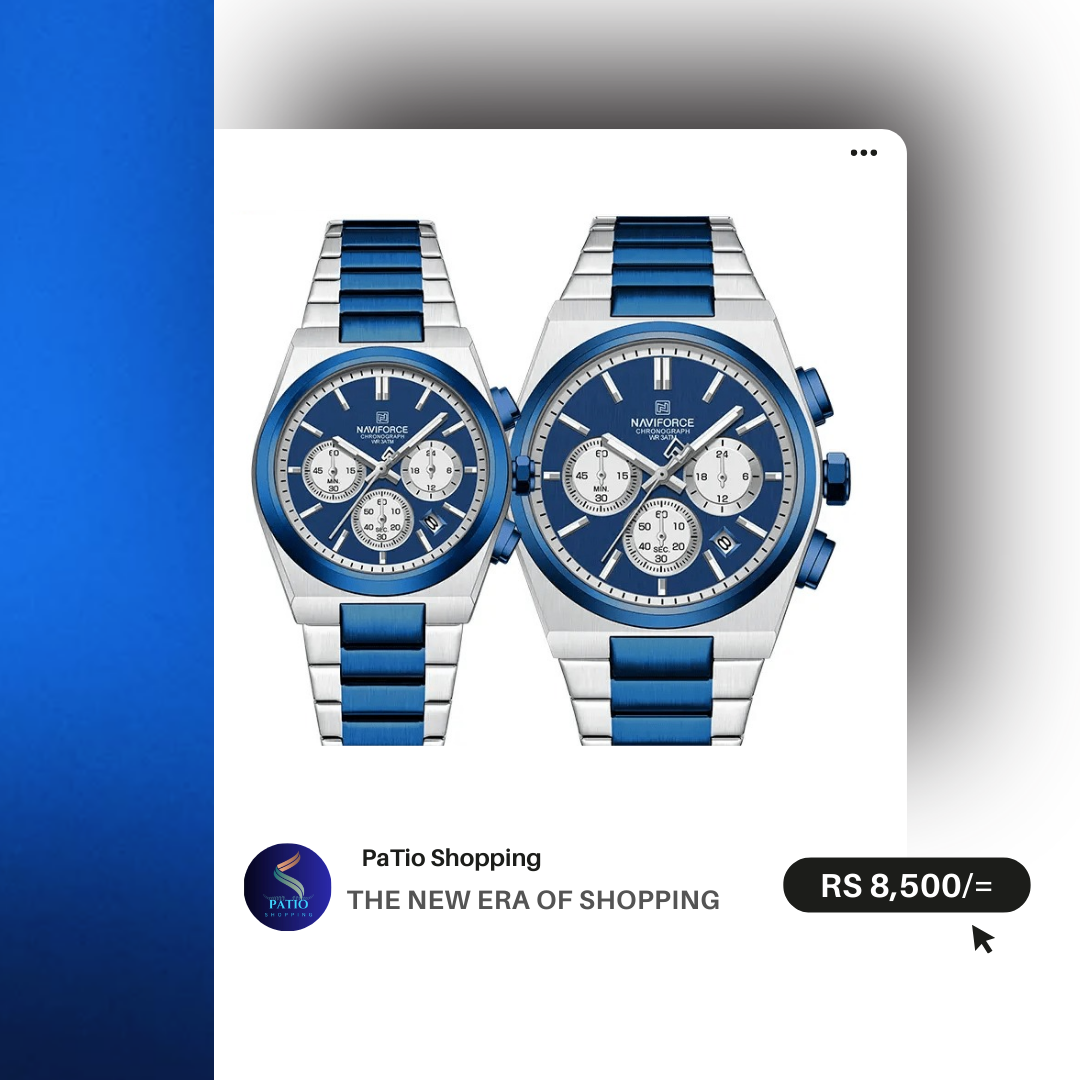 NAVIFORCE
CHRONOGRAPH
WR 3ATM
60
45 15
MIN.
30
24
18 6
12
60
50 10
40 SEC. 20
30
8
NAVIFORCE
CHRONOGRAPH
WR 3ATM
60
45 15
MIN.
30
24
18 6
12
60
50 10
40 SEC. 20
30
8
PaTio Shopping
THE NEW ERA OF SHOPPING
PATIO
SHOPPING
RS 8,500/=